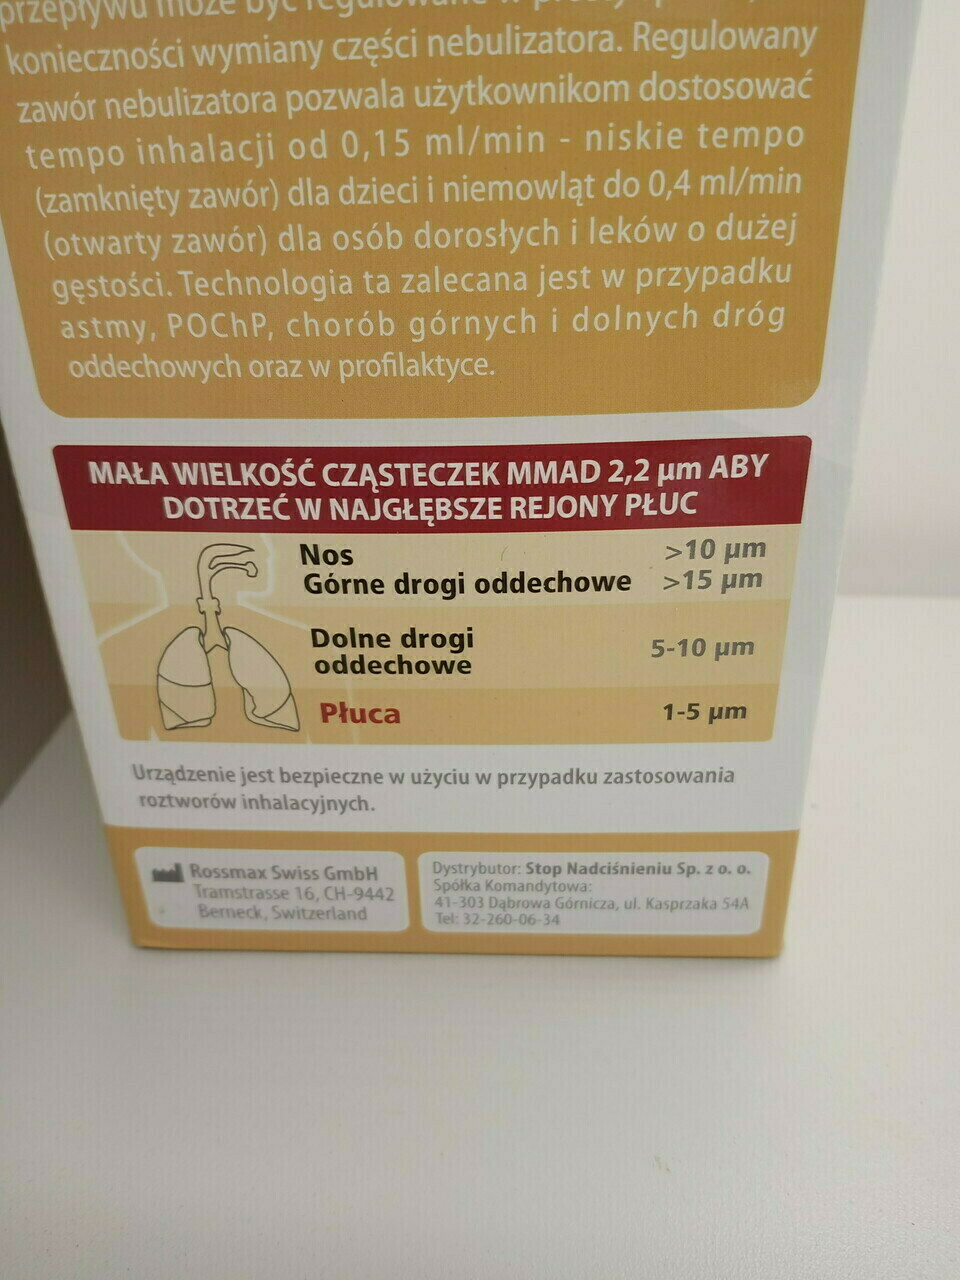 przepływu może być regulowane w
konieczności wymiany części nebulizatora. Regulowany
zawór nebulizatora pozwala użytkownikom dostosować
tempo inhalacji od 0,15 ml/min - niskie tempo
(zamknięty zawór) dla dzieci i niemowląt do 0,4 ml/min
(otwarty zawór) dla osób dorosłych i leków o dużej
gęstości. Technologia ta zalecana jest w przypadku
astmy, POChP, chorób górnych i dolnych dróg
oddechowych oraz w profilaktyce.
MAŁA WIELKOŚĆ CZĄSTECZEK MMAD 2,2 µm ABY
DOTRZEĆ W NAJGŁĘBSZE REJONY PŁUC
Nos >10 µm
Górne drogi oddechowe >15 µm
Dolne drogi
oddechowe 5-10 µm
Płuca 1-5 µm
Urządzenie jest bezpieczne w użyciu w przypadku zastosowania
roztworów inhalacyjnych.
Rossmax Swiss GmbH
Tramstrasse 16, CH-9442
Berneck, Switzerland
Dystrybutor: Stop Nadciśnieniu Sp. z o. o.
Spółka Komandytowa:
41-303 Dąbrowa Górnicza, ul. Kasprzaka 54A
Tel: 32-260-06-34